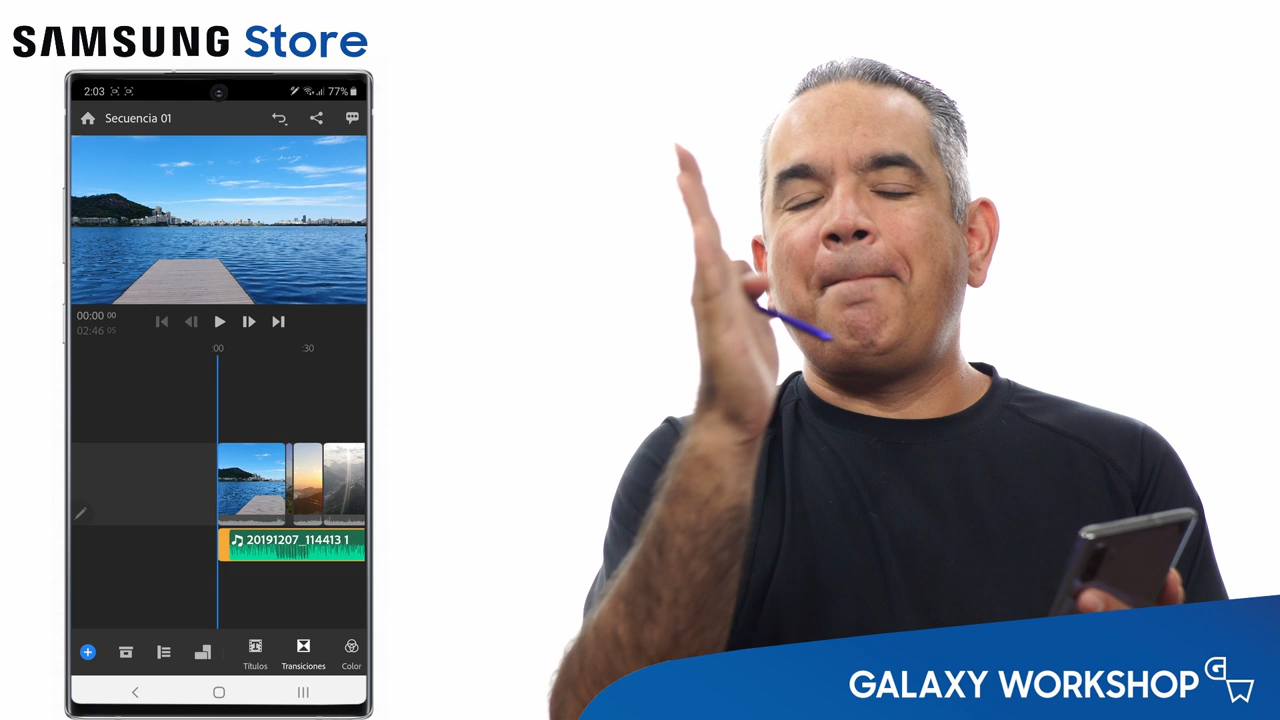 SAMSUNG Store
2:03
77%
Secuencia 01
00:00 00
02:46 05
:00
:30
20191207_114413 1
Títulos
Transiciones
Color
GALAXY WORKSHOP
GW